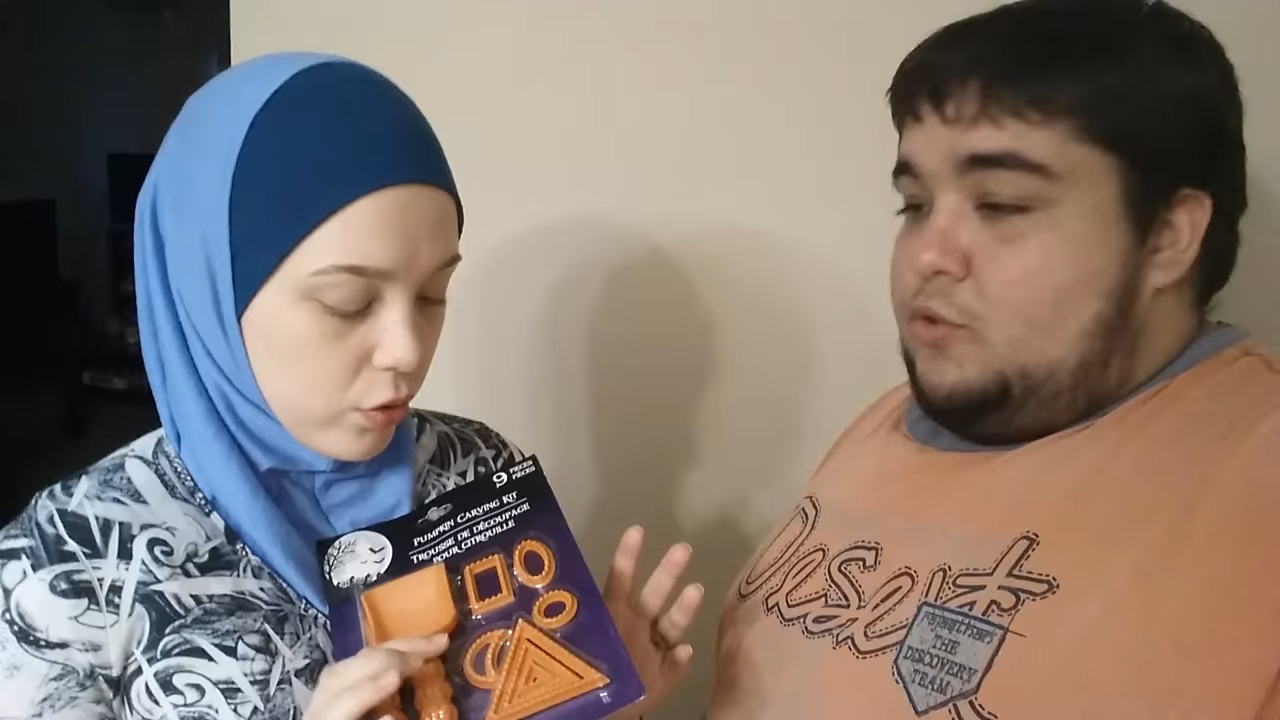 9 PIECES
PIÈCES
PUMPKIN CARVING KIT
TROUSSE DE DÉCOUPAGE
POUR CITROUILLE
Desert
THE
DISCOVERY
TEAM